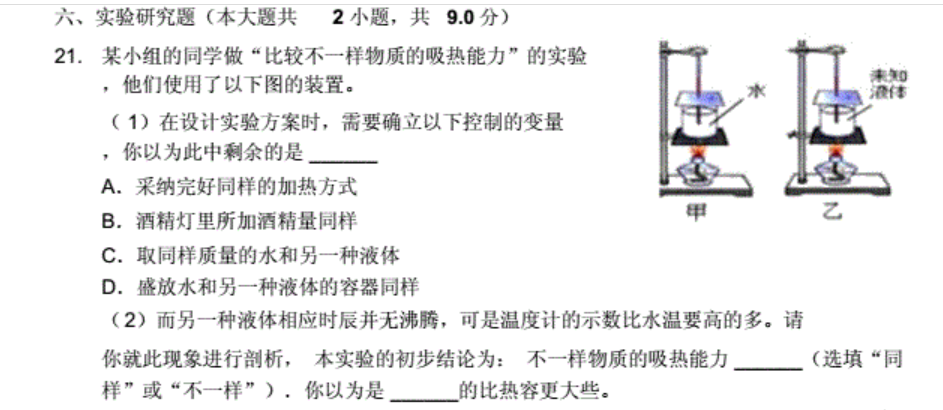 六、实验研究题（本大题共 2 小题，共 9.0 分）
21. 某小组的同学做“比较不一样物质的吸热能力”的实验
，他们使用了以下图的装置。
（1）在设计实验方案时，需要确立以下控制的变量
，你以为此中剩余的是 ______
A．采纳完好同样的加热方式
B．酒精灯里所加酒精量同样
C．取同样质量的水和另一种液体
D．盛放水和另一种液体的容器同样
水
未知
液体
甲
乙
（2）而另一种液体相应时辰并无沸腾，可是温度计的示数比水温要高的多。请
你就此现象进行剖析， 本实验的初步结论为： 不一样物质的吸热能力 ______ （选填“同
样”或“不一样”）．你以为是 ______的比热容更大些。